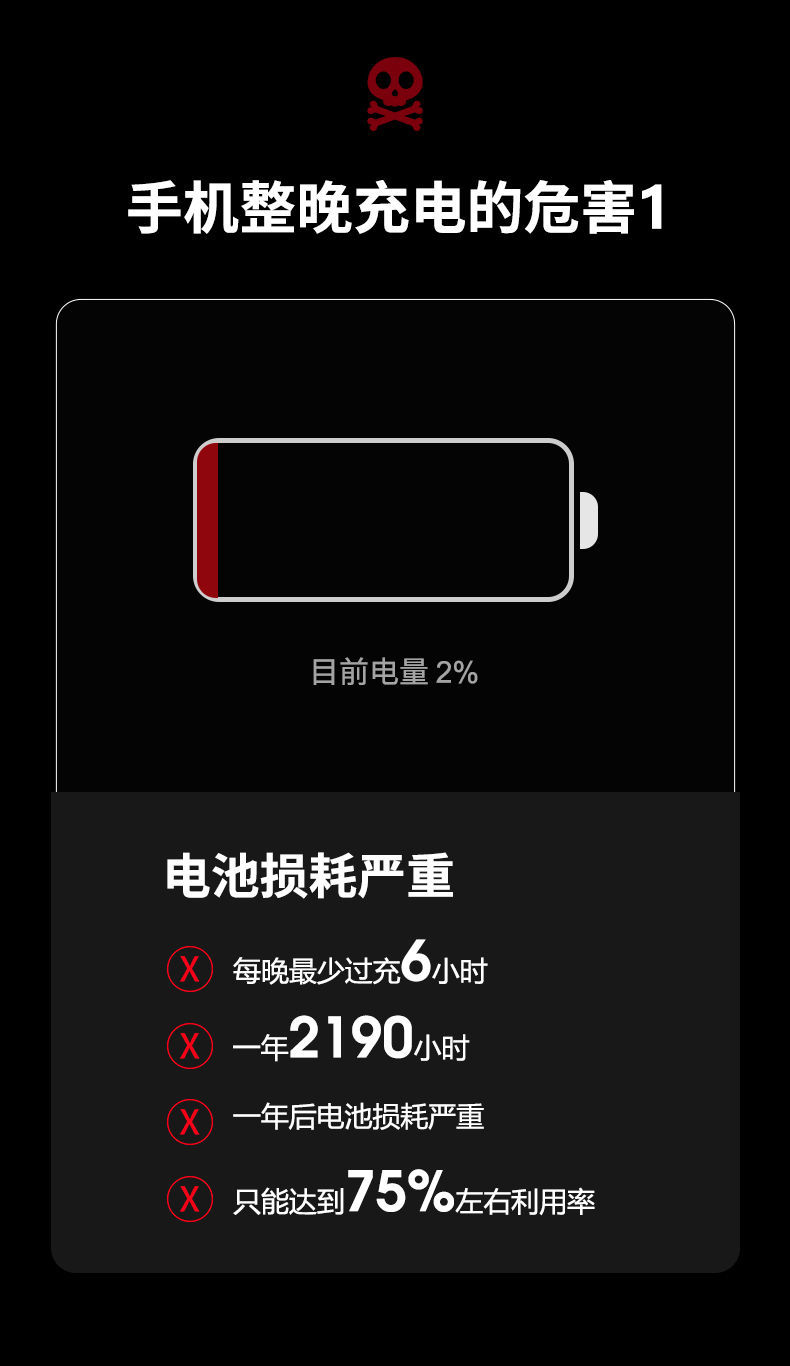 手机整晚充电的危害1
目前电量 2%
电池损耗严重
X 每晚最少过充6小时
X 一年2190小时
X 一年后电池损耗严重
X 只能达到75%左右利用率